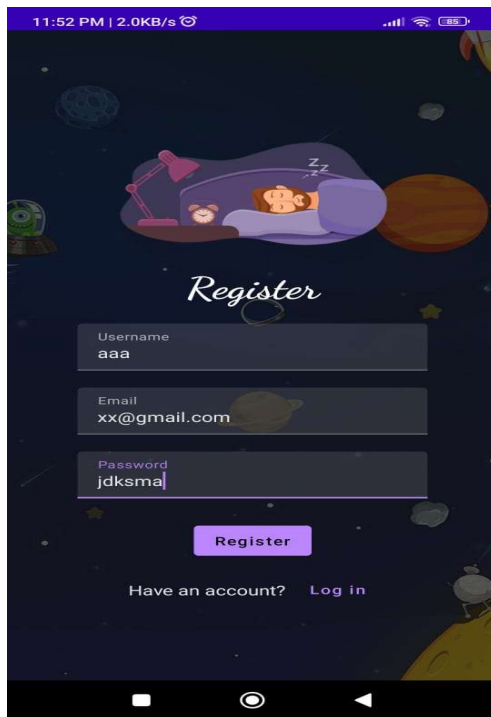 11:52 PM | 2.0KB/s 85
Z Z Z Z
Register
Username
aaa
Email
xx@gmail.com
Password
jdksma
Register
Have an account? Log in